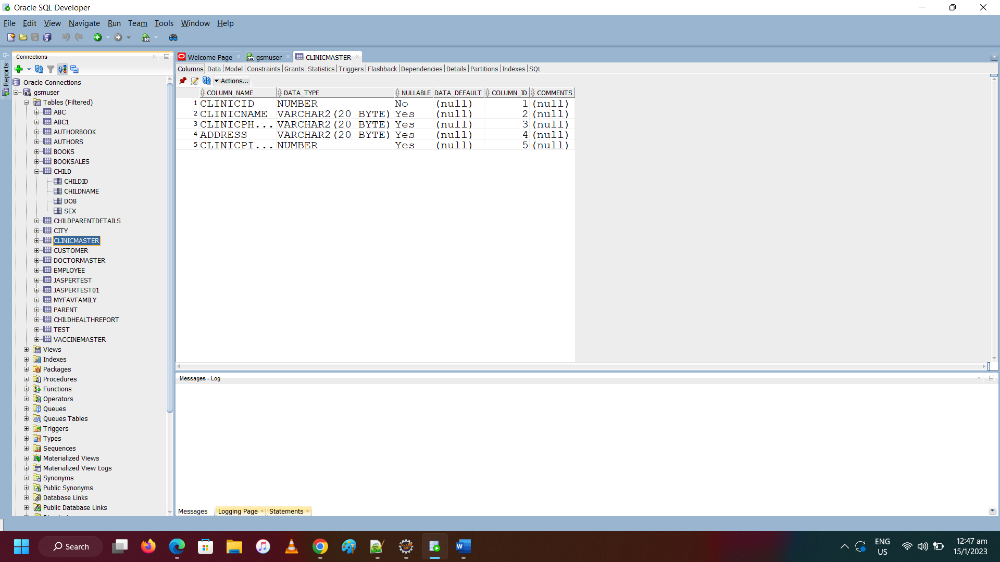 Oracle SQL Developer
File Edit View Navigate Run Team Tools Window Help
Reports
Connections
Oracle Connections
gsmuser
Tables (Filtered)
ABC
ABC1
AUTHORBOOK
AUTHORS
BOOKS
BOOKSALES
CHILD
CHILDID
CHILDNAME
DOB
SEX
CHILDPARENTDETAILS
CITY
CLINICMASTER
CUSTOMER
DOCTORMASTER
EMPLOYEE
JASPERTEST
JASPERTEST01
MYFAVFAMILY
PARENT
CHILDHEALTHREPORT
TEST
VACCINEMASTER
Views
Indexes
Packages
Procedures
Functions
Operators
Queues
Queues Tables
Triggers
Types
Sequences
Materialized Views
Materialized View Logs
Synonyms
Public Synonyms
Database Links
Public Database Links
Welcome Page gsmuser CLINICMASTER
Columns Data Model Constraints Grants Statistics Triggers Flashback Dependencies Details Partitions Indexes SQL
Actions...
COLUMN_NAME DATA_TYPE NULLABLE DATA_DEFAULT COLUMN_ID COMMENTS
1 CLINICID NUMBER No (null) 1 (null)
2 CLINICNAME VARCHAR2(20 BYTE) Yes (null) 2 (null)
3 CLINICPH... VARCHAR2(20 BYTE) Yes (null) 3 (null)
4 ADDRESS VARCHAR2(20 BYTE) Yes (null) 4 (null)
5 CLINICPI... NUMBER Yes (null) 5 (null)
Messages - Log
Messages Logging Page Statements
Search
ENG
US
12:47 am
15/1/2023